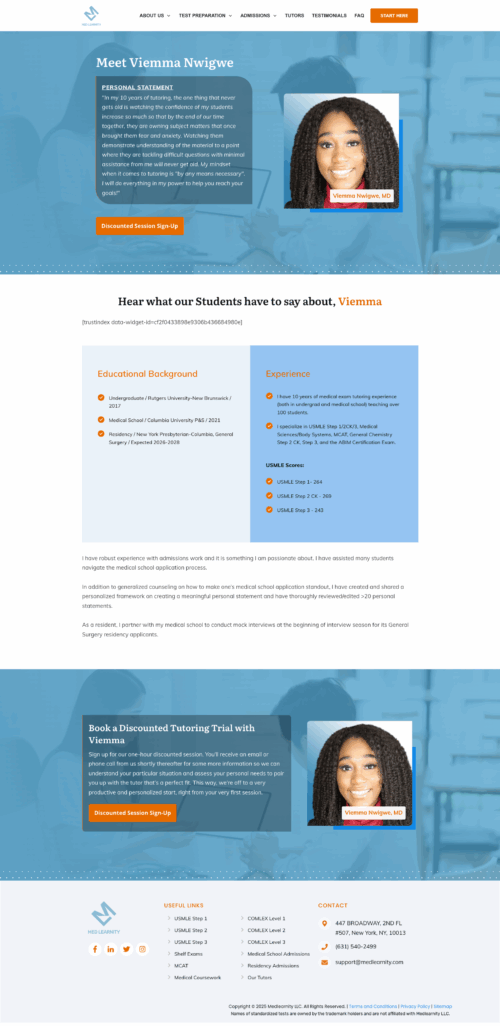 ABOUT US TEST PREPARATION ADMISSIONS TUTORS TESTIMONIALS FAQ START HERE
MED LEARNITY
Meet Viemma Nwigwe
PERSONAL STATEMENT
"In my 10 years of tutoring, the one thing that never
gets old is watching the confidence of my students
increase so much so that by the end of our time
together, they are owning subject matters that once
brought them fear and anxiety. Watching them
demonstrate understanding of the material to a point
where they are tackling difficult questions with minimal
assistance from me will never get old. My mindset
when it comes to tutoring is "by any means necessary".
I will do everything in my power to help you reach your
goals!"
Viemma Nwigwe, MD
Discounted Session Sign-Up
Hear what our Students have to say about, Viemma
[trustindex data-widget-id=cf2f0433898e9306b436684980e]
Educational Background
Undergraduate / Rutgers University-New Brunswick /
2017
Medical School / Columbia University P&S / 2021
Residency / New York Presbyterian-Columbia, General
Surgery / Expected 2026-2028
Experience
I have 10 years of medical exam tutoring experience
(both in undergrad and medical school) teaching over
100 students.
I specialize in USMLE Step 1/2CK/3, Medical
Sciences/Body Systems, MCAT, General Chemistry
Step 2 CK, Step 3, and the ABIM Certification Exam.
USMLE Scores:
USMLE Step 1- 264
USMLE Step 2 CK - 269
USMLE Step 3 - 243
I have robust experience with admissions work and it is something I am passionate about. I have assisted many students
navigate the medical school application process.
In addition to generalized counseling on how to make one's medical school application standout, I have created and shared a
personalized framework on creating a meaningful personal statement and have thoroughly reviewed/edited >20 personal
statements.
As a resident, I partner with my medical school to conduct mock interviews at the beginning of interview session for its General
Surgery residency applicants.
Book a Discounted Tutoring Trial with
Viemma
Sign up for our one-hour discounted session. You'll receive an email or
phone call from us shortly thereafter for some more information so we can
understand your particular situation and assess your personal needs to pair
you up with the tutor that's a perfect fit. This way, we're off to a very
productive and personalized start, right from your very first session.
Discounted Session Sign-Up
Viemma Nwigwe, MD
MED LEARNITY
USEFUL LINKS
USMLE Step 1
USMLE Step 2
USMLE Step 3
Shelf Exams
MCAT
Medical Coursework
COMLEX Level 1
COMLEX Level 2
COMLEX Level 3
Medical School Admissions
Residency Admissions
Our Tutors
CONTACT
447 BROADWAY, 2ND FL
#507, New York, NY, 10013
(631) 540-2499
support@medlearnity.com
Copyright © 2025 Medlearnity LLC. All Rights Reserved. | Terms and Conditions | Privacy Policy | Sitemap
Names of standardized tests are owned by the trademark holders and are not affiliated with Medlearnity LLC.